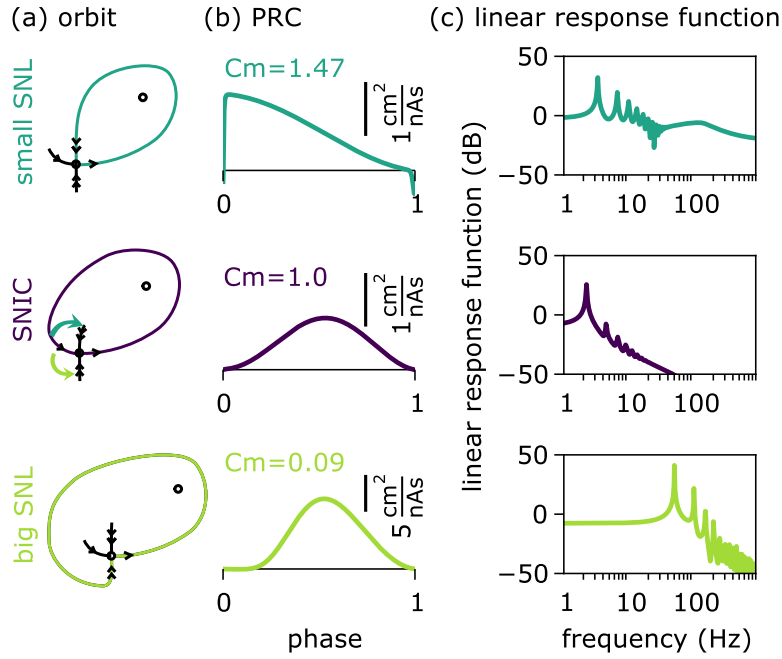 (a) orbit
(b) PRC
(c) linear response function
small SNL
Cm=1.47
1 cm²/nAs
0
1
50
0
−50
1
10
100
SNIC
Cm=1.0
1 cm²/nAs
0
1
50
0
−50
1
10
100
big SNL
Cm=0.09
5 cm²/nAs
0
1
phase
linear response function (dB)
50
0
−50
1
10
100
frequency (Hz)